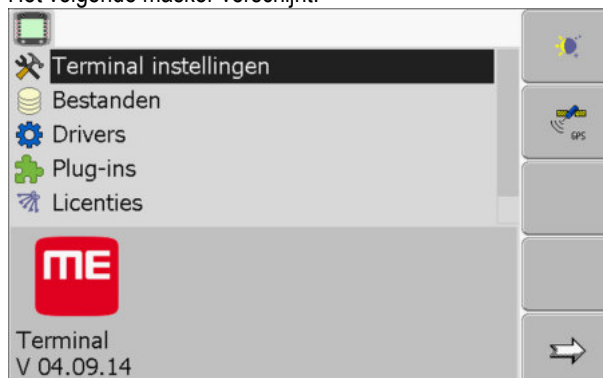 Het volgende masker verschijnt:
Terminal instellingen
Bestanden
Drivers
Plug-ins
Licenties
GPS
ME
Terminal
V 04.09.14